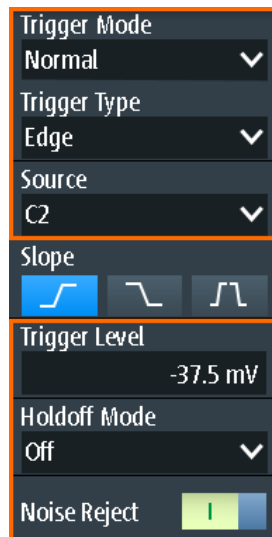 Trigger Mode
Normal
Trigger Type
Edge
Source
C2
Slope
Trigger Level
-37.5 mV
Holdoff Mode
Off
Noise Reject